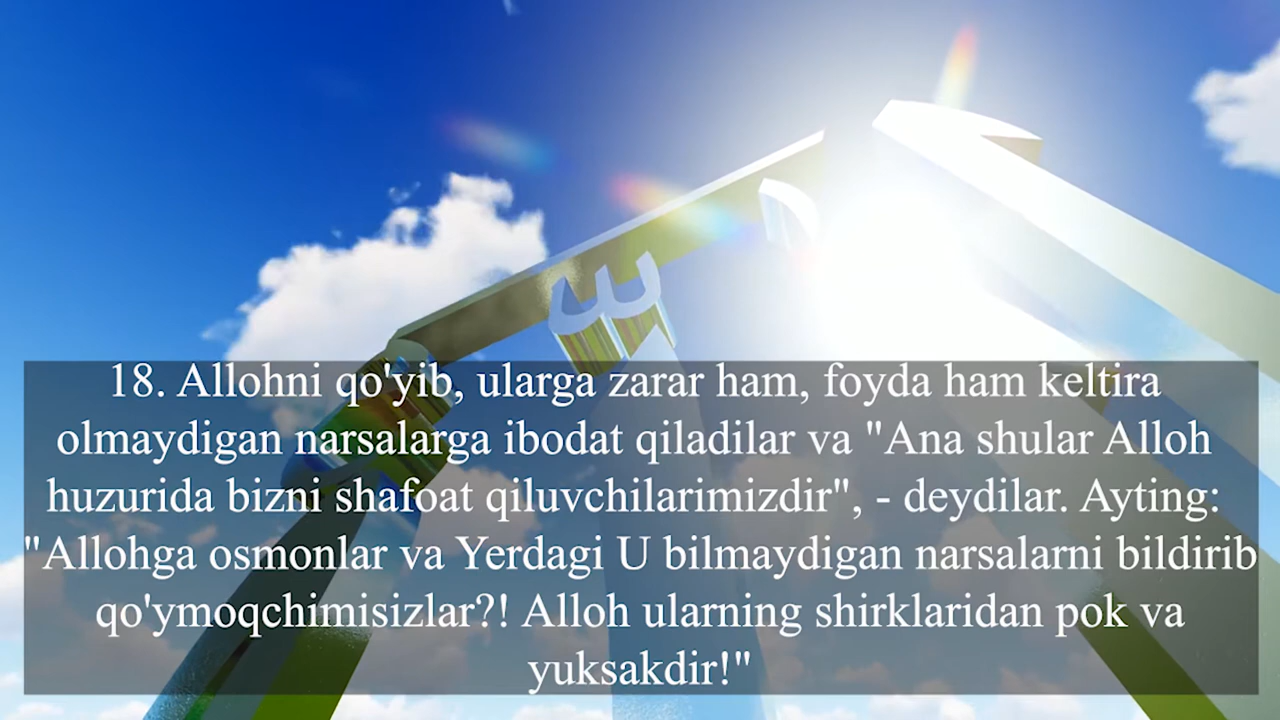 18. Allohni qo'yib, ularga zarar ham, foyda ham keltira
olmaydigan narsalarga ibodat qiladilar va "Ana shular Alloh
huzurida bizni shafoat qiluvchilarimizdir", - deydilar. Ayting:
"Allohga osmonlar va Yerdagi U bilmaydigan narsalarni bildirib
qo'ymoqchimisizlar?! Alloh ularning shirklaridan pok va
yuksakdir!"